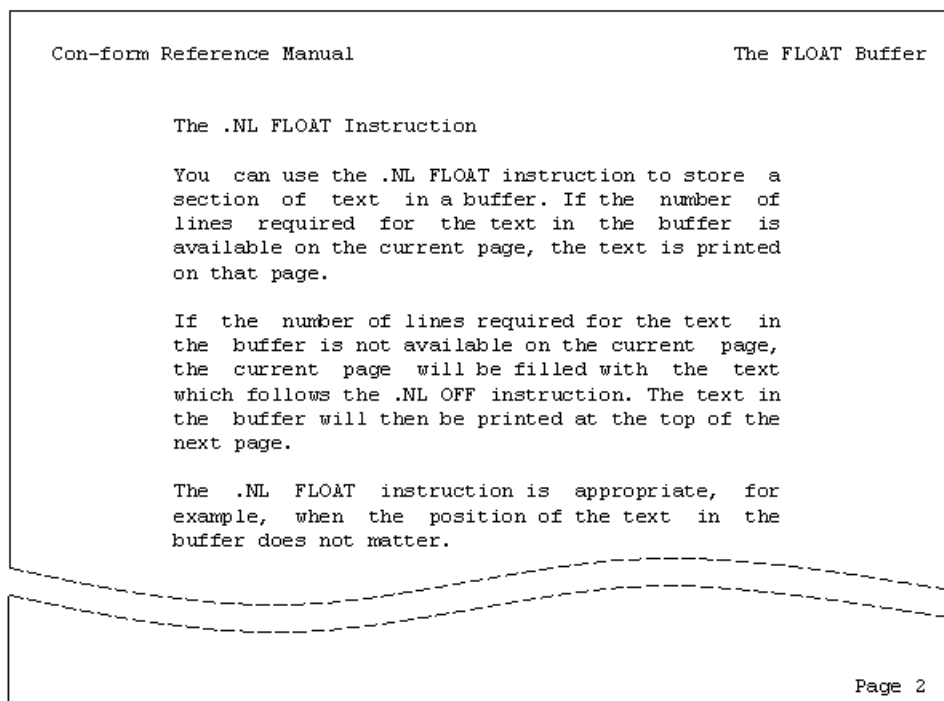 Con-form Reference Manual The FLOAT Buffer
The .NL FLOAT Instruction
You can use the .NL FLOAT instruction to store a
section of text in a buffer. If the number of
lines required for the text in the buffer is
available on the current page, the text is printed
on that page.
If the number of lines required for the text in
the buffer is not available on the current page,
the current page will be filled with the text
which follows the .NL OFF instruction. The text in
the buffer will then be printed at the top of the
next page.
The .NL FLOAT instruction is appropriate, for
example, when the position of the text in the
buffer does not matter.
Page 2